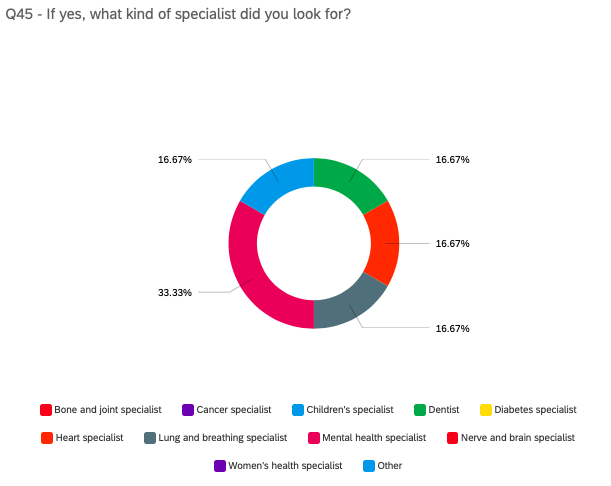 Q45 - If yes, what kind of specialist did you look for?
16.67% 16.67%
16.67%
33.33%
16.67%
Bone and joint specialist Cancer specialist Children's specialist Dentist Diabetes specialist
Heart specialist Lung and breathing specialist Mental health specialist Nerve and brain specialist
Women's health specialist Other